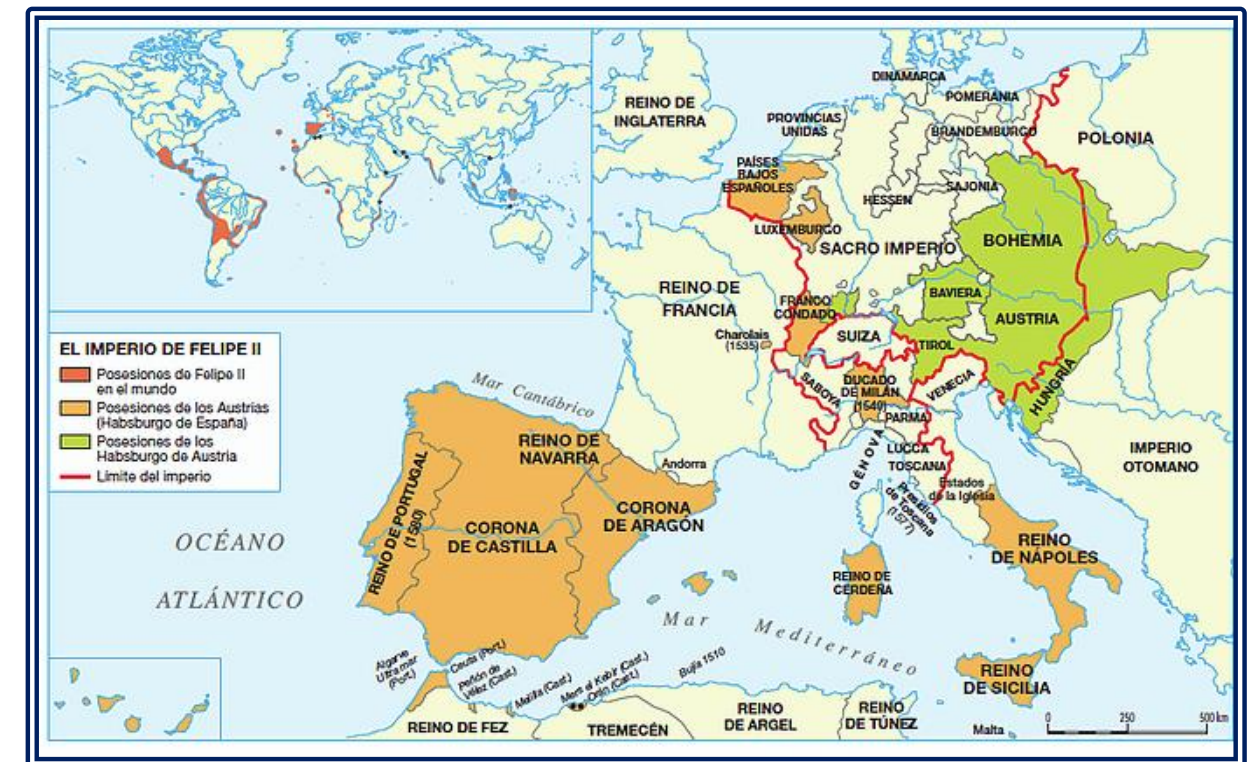 DINAMARCA
POMERANIA
REINO DE
INGLATERRA
PROVINCIAS
UNIDAS
BRANDEMBURGO
POLONIA
PAÍSES
BAJOS
ESPAÑOLES
SAJONIA
HESSEN
LUXEMBURGO
SACRO IMPERIO
BOHEMIA
REINO DE
FRANCIA
FRANCO
CONDADO
BAVIERA
AUSTRIA
Charolais
(1535)
SUIZA
TIROL
EL IMPERIO DE FELIPE II
Posesiones de Felipe II
en el mundo
Posesiones de los Austrias
(Habsburgo de España)
Posesiones de los
Habsburgo de Austria
Límite del imperio
SABOYA
DUCADO
DE MILÁN
(1540)
VENECIA
HUNGRÍA
PARMA
Mar Cantábrico
GÉNOVA
LUCCA
TOSCANA
IMPERIO
OTOMANO
REINO DE
NAVARRA
Andorra
Estados
de la Iglesia
Presidios
de Toscana
(1577)
REINO DE PORTUGAL
(1580)
CORONA
DE CASTILLA
CORONA
DE ARAGÓN
OCÉANO
ATLÁNTICO
REINO
DE NÁPOLES
REINO DE
CERDEÑA
Mar Mediterráneo
REINO
DE SICILIA
Algarve
Ultramar
(Port.)
Ceuta (Port.)
Peñón de
Vélez (Cast.)
Melilla (Cast.)
Mers el Kebir (Cast.)
Orán (Cast.)
Bujía 1510
REINO DE FEZ
TREMECÉN
REINO
DE ARGEL
REINO
DE TÚNEZ
Malta
0 250 500 km